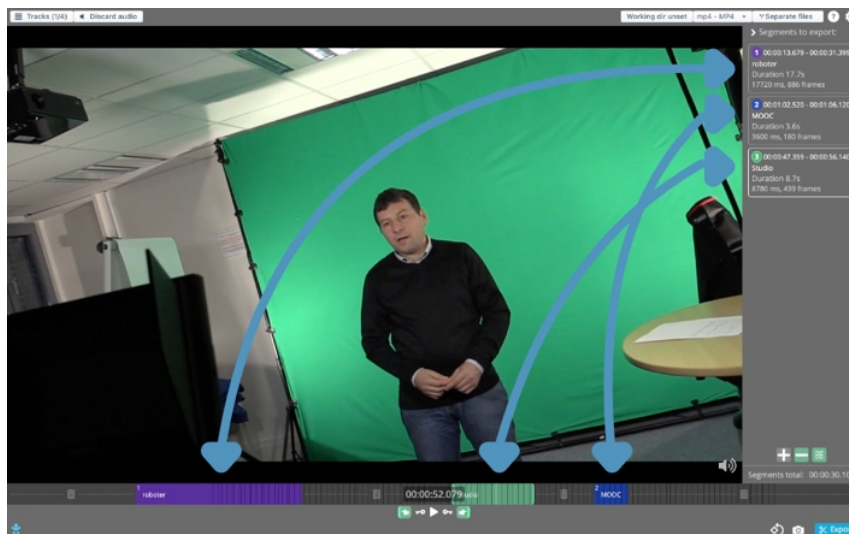 Tracks (1/4) Discard audio Working dir unset mp4 - MP4 Separate files ?
Segments to export:
1 00:00:13.679 - 00:00:31.399
roboter
Duration 17.7s
17720 ms, 886 frames
2 00:01:02.520 - 00:01:06.120
MOOC
Duration 3.6s
3600 ms, 180 frames
3 00:00:47.359 - 00:00:56.140
Studio
Duration 8.7s
8780 ms, 439 frames
Segments total: 00:00:30.10
1 roboter 00:00:52.079 udio 2 MOOC
Expor